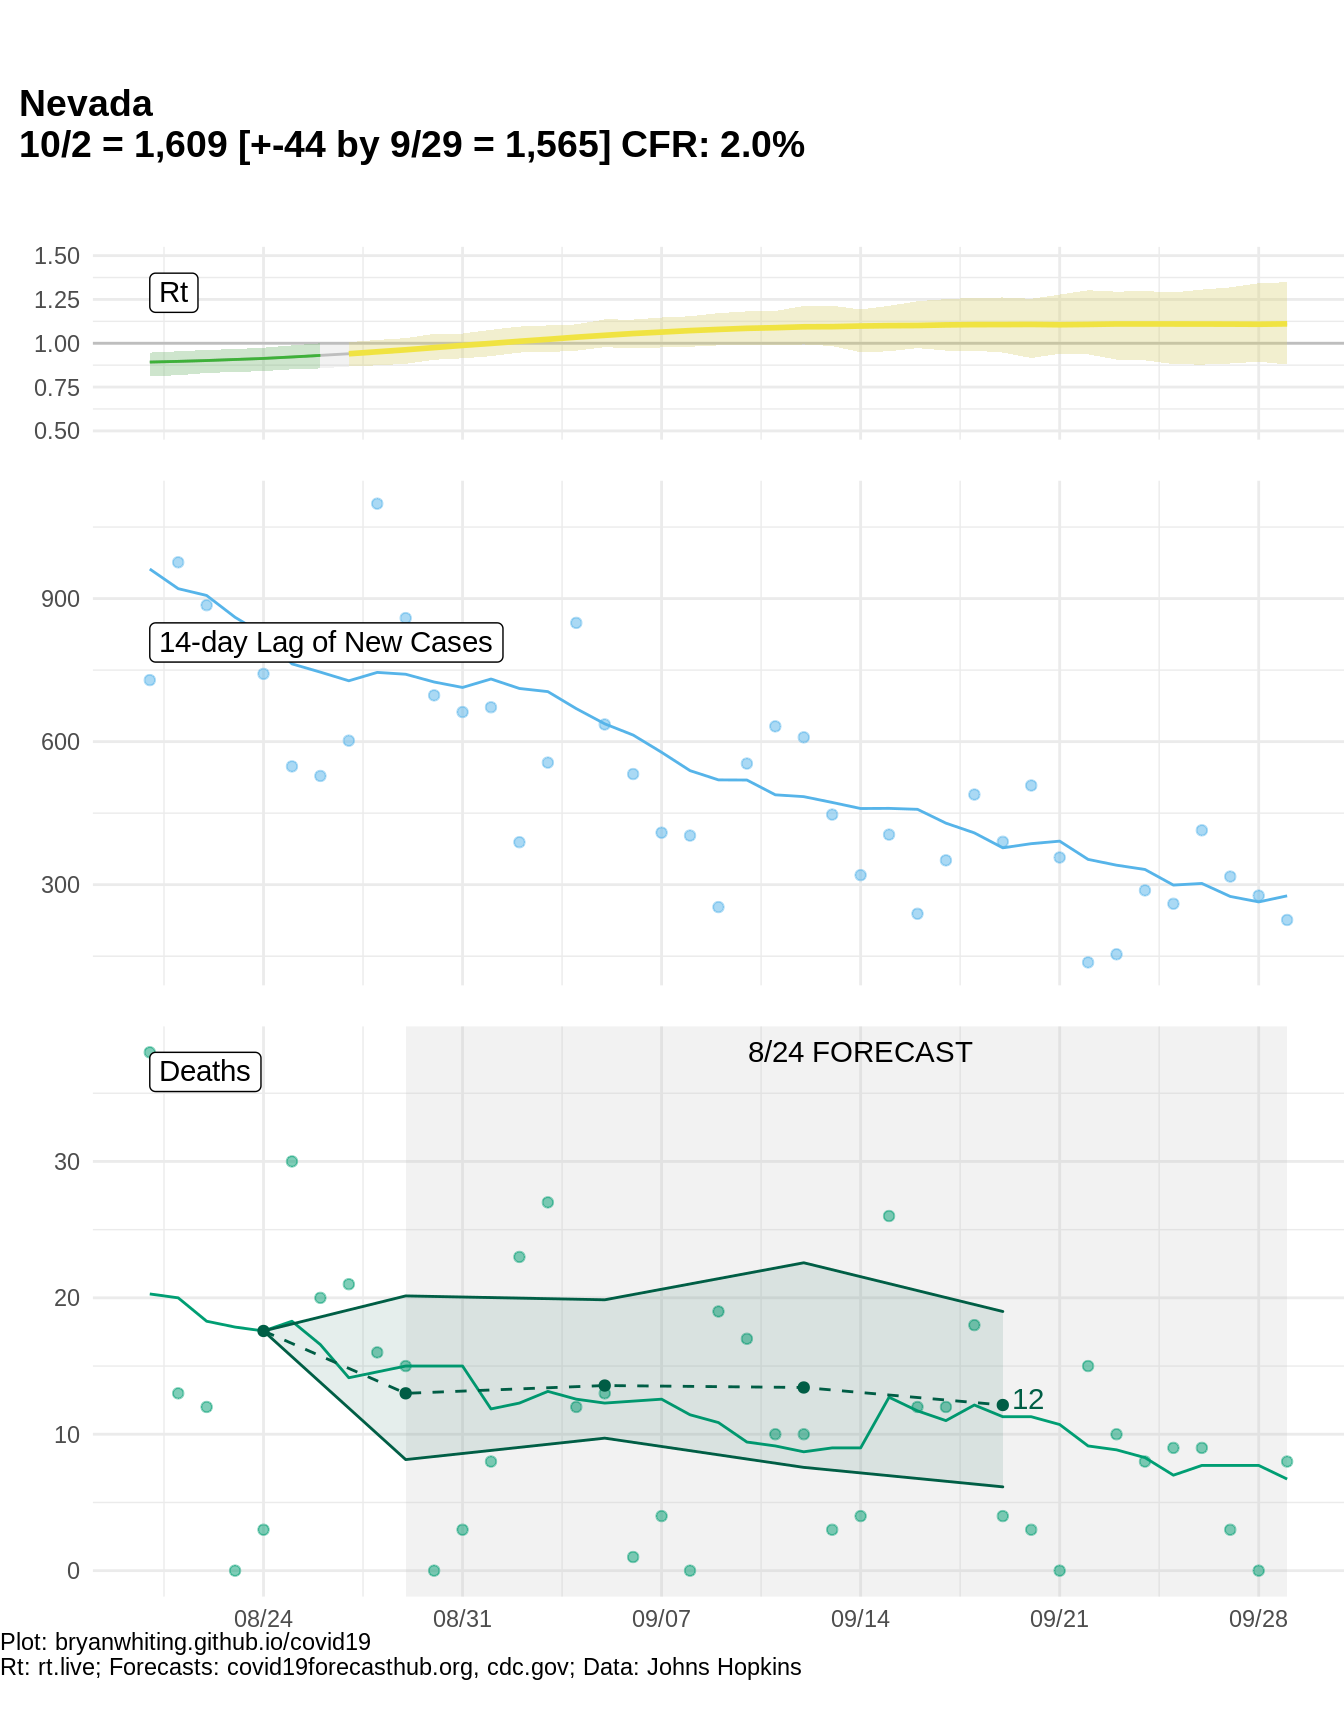 Nevada
10/2 = 1,609 [+-44 by 9/29 = 1,565] CFR: 2.0%
1.50
Rt
1.25
1.00
0.75
0.50
900
14-day Lag of New Cases
600
300
8/24 FORECAST
Deaths
30
20
12
10
0
08/24 08/31 09/07 09/14 09/21 09/28
Plot: bryanwhiting.github.io/covid19
Rt: rt.live; Forecasts: covid19forecasthub.org, cdc.gov; Data: Johns Hopkins